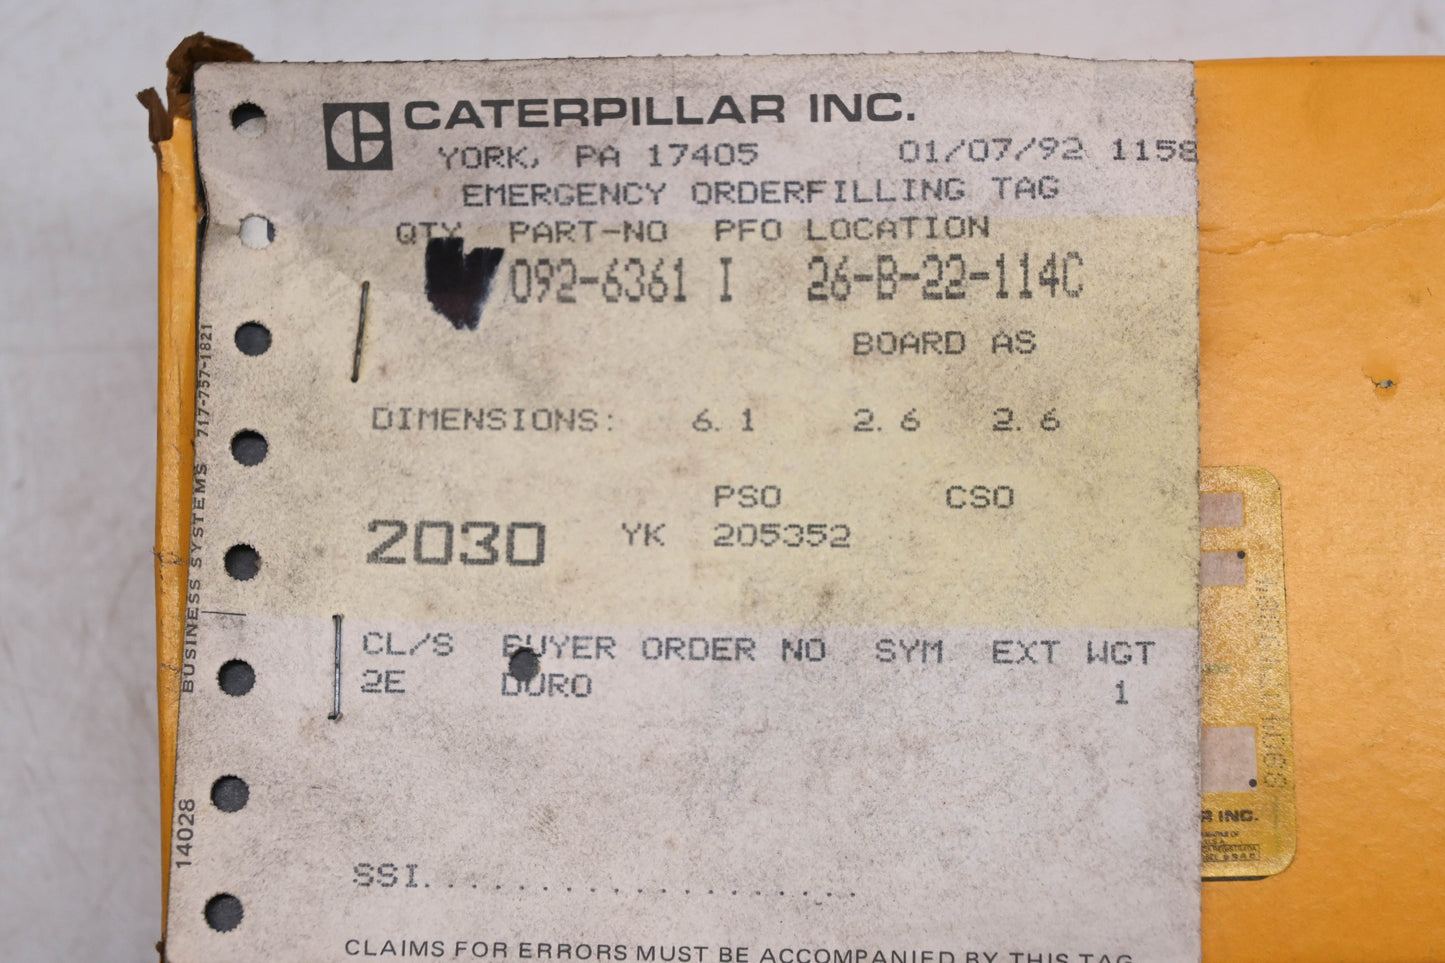 CATERPILLAR INC.
YORK, PA 17405 01/07/92 1158
EMERGENCY ORDERFILLING TAG
QTY PART-NO PFO LOCATION
092-6361 I 26-B-22-114C
BOARD AS
DIMENSIONS: 6.1 2.6 2.6
PSO CSO
2030 YK 205352
CL/S BUYER ORDER NO SYM EXT WGT
2E DURO 1
SSI.....................
CLAIMS FOR ERRORS MUST BE ACCOMPANIED BY THIS TAG
14028 BUSINESS SYSTEMS 717-757-1821
R INC.